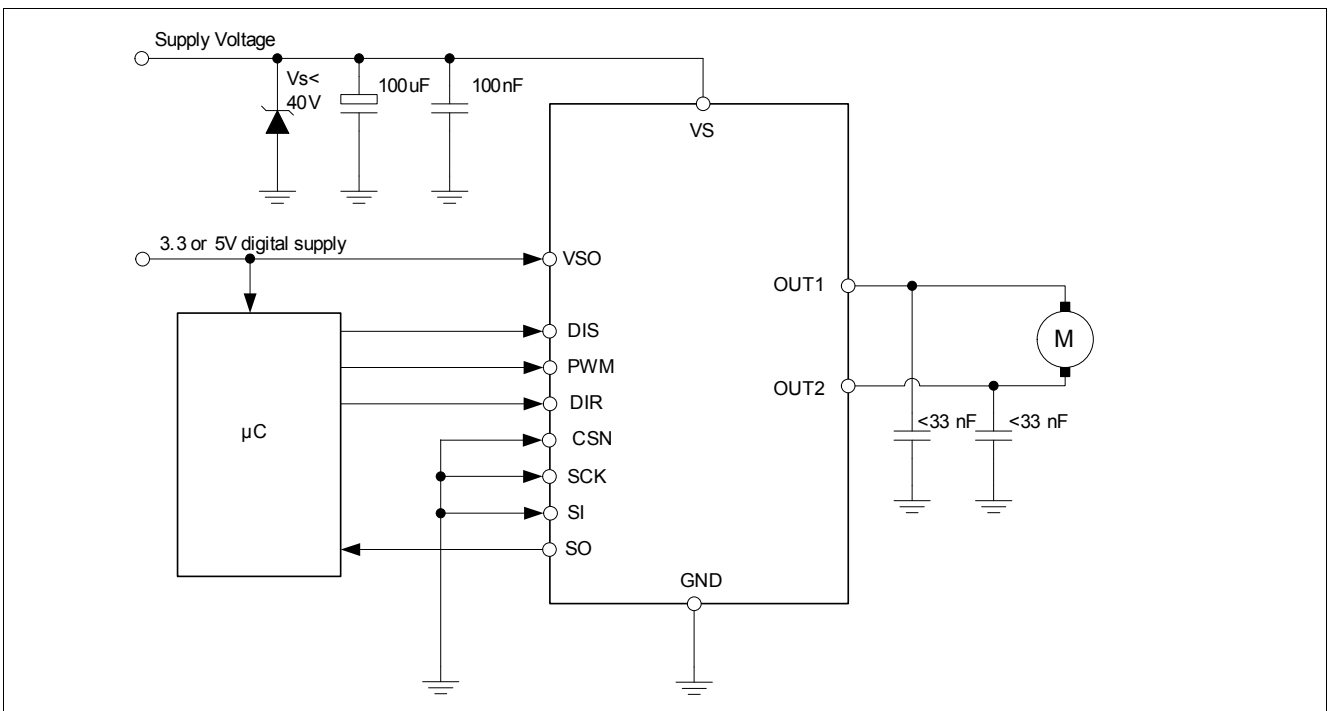 Supply Voltage
Vs<
40V
100uF
100nF
VS
3.3 or 5V digital supply
VSO
OUT1
DIS
M
PWM
OUT2
DIR
µC
<33 nF
<33 nF
CSN
SCK
SI
SO
GND